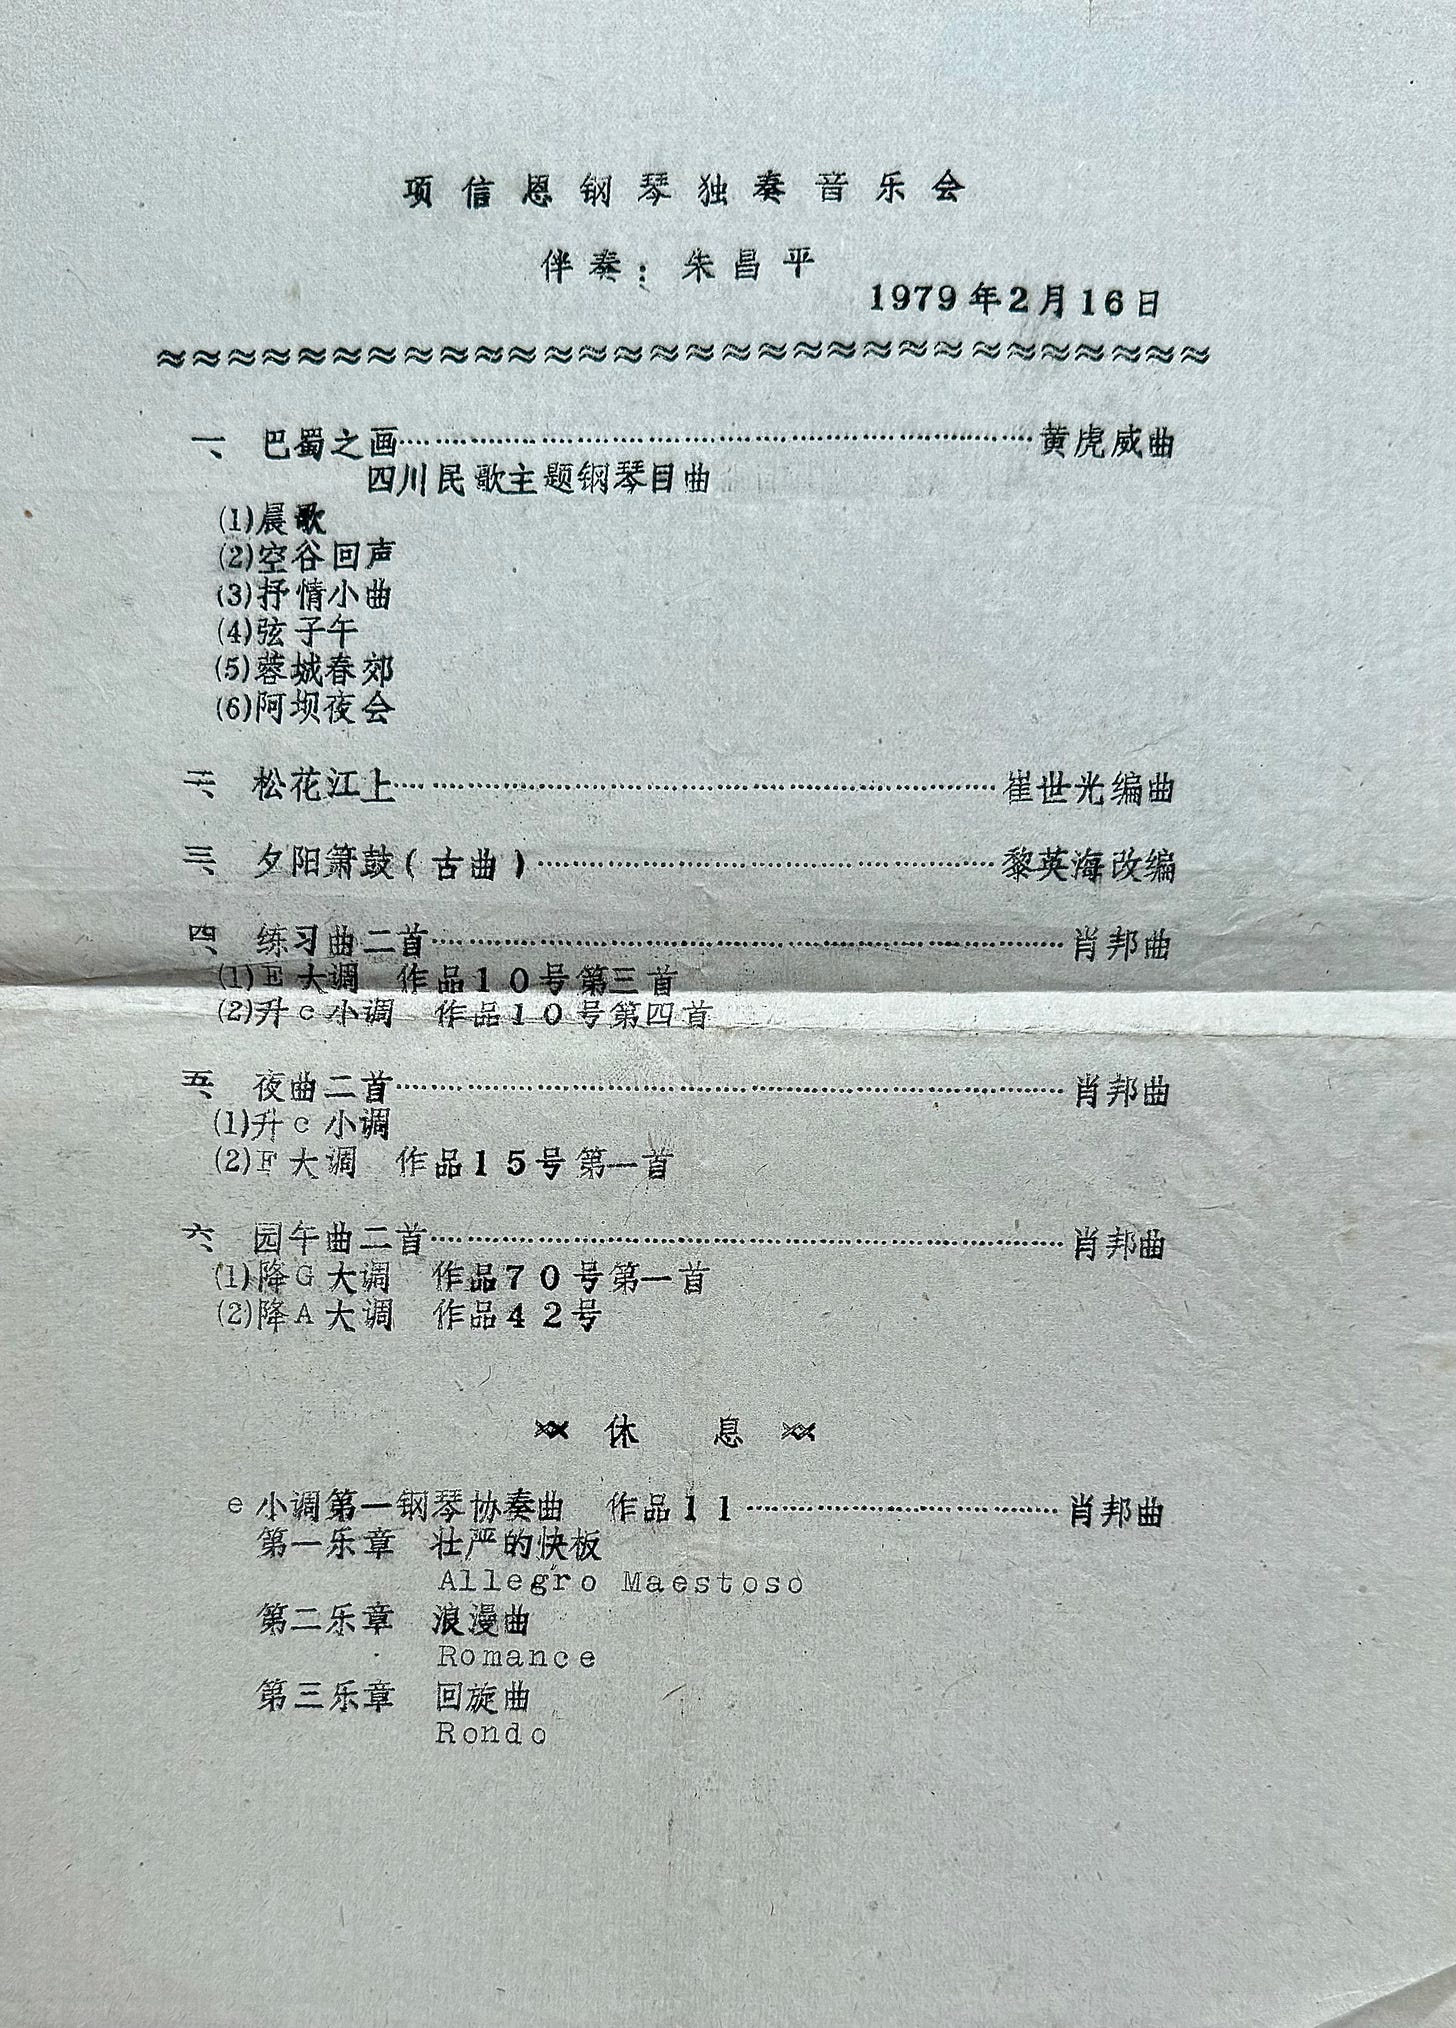 项信恩钢琴独奏音乐会
伴奏：朱昌平
1979年2月16日
≈≈≈≈≈≈≈≈≈≈≈≈≈≈≈≈≈≈≈≈≈≈≈≈≈≈≈≈≈≈
一、 巴蜀之画……………………………………黄虎威曲
四川民歌主题钢琴目曲
(1)晨歌
(2)空谷回声
(3)抒情小曲
(4)弦子午
(5)蓉城春郊
(6)阿坝夜会
二、 松花江上……………………………………崔世光编曲
三、 夕阳箫鼓(古曲)……………………………黎英海改编
四、 练习曲二首……………………………………肖邦曲
(1)E大调 作品10号第三首
(2)升c小调 作品10号第四首
五、 夜曲二首……………………………………肖邦曲
(1)升c小调
(2)F大调 作品15号第一首
六、 园午曲二首……………………………………肖邦曲
(1)降G大调 作品70号第一首
(2)降A大调 作品42号
休 息
e小调第一钢琴协奏曲 作品11…………………肖邦曲
第一乐章 壮严的快板
Allegro Maestoso
第二乐章 浪漫曲
Romance
第三乐章 回旋曲
Rondo